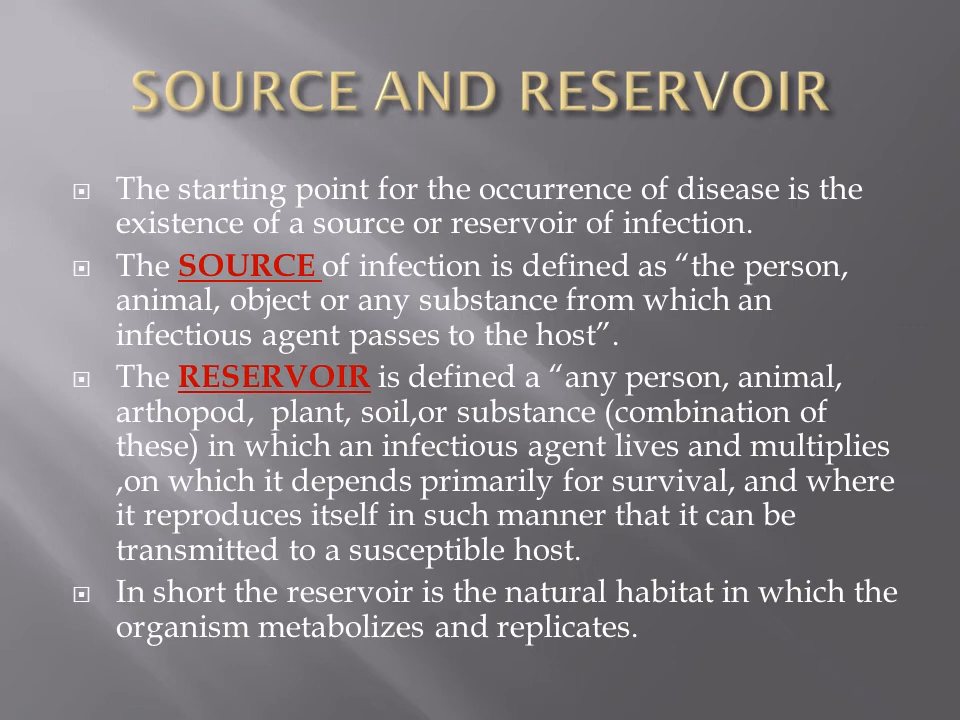 SOURCE AND RESERVOIR
The starting point for the occurrence of disease is the
existence of a source or reservoir of infection.
The SOURCE of infection is defined as “the person,
animal, object or any substance from which an
infectious agent passes to the host”.
The RESERVOIR is defined a “any person, animal,
arthopod,  plant, soil,or substance (combination of
these) in which an infectious agent lives and multiplies
,on which it depends primarily for survival, and where
it reproduces itself in such manner that it can be
transmitted to a susceptible host.
In short the reservoir is the natural habitat in which the
organism metabolizes and replicates.